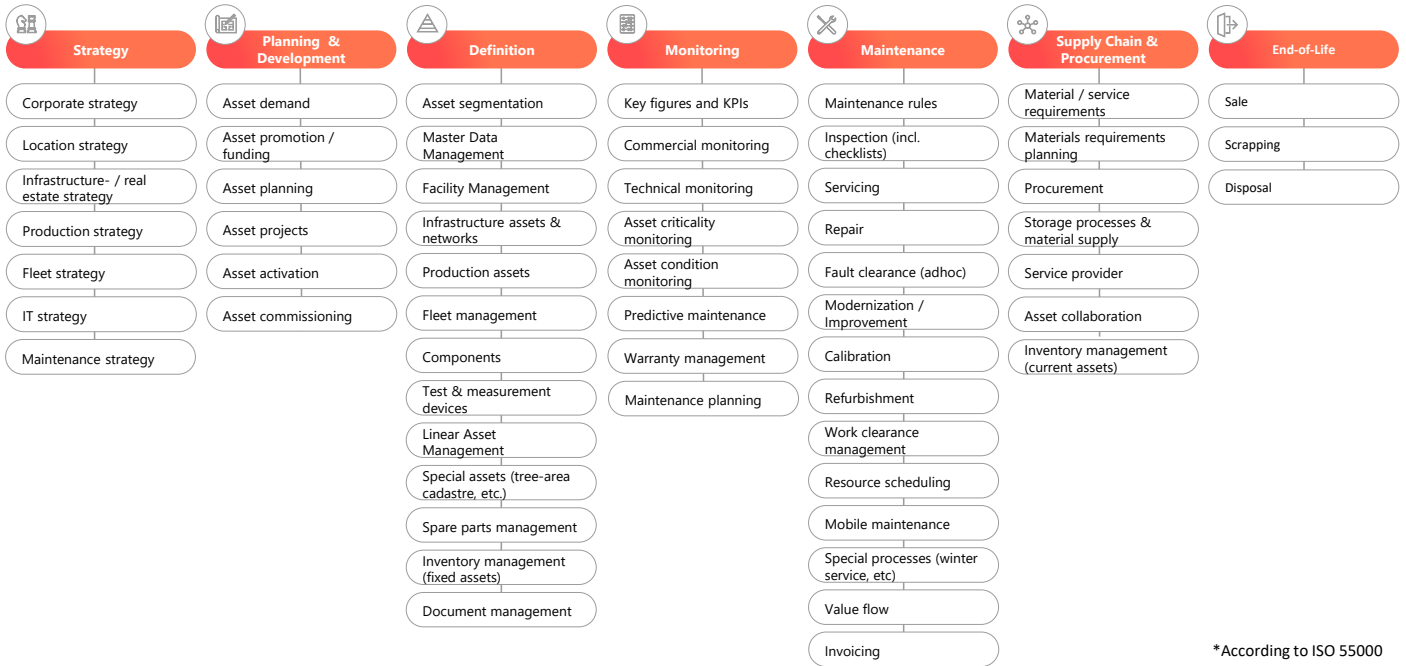 Strategy
Corporate strategy
Location strategy
Infrastructure- / real
estate strategy
Production strategy
Fleet strategy
IT strategy
Maintenance strategy
Planning &
Development
Asset demand
Asset promotion /
funding
Asset planning
Asset projects
Asset activation
Asset commissioning
Definition
Asset segmentation
Master Data
Management
Facility Management
Infrastructure assets &
networks
Production assets
Fleet management
Components
Test & measurement
devices
Linear Asset
Management
Special assets (tree-area
cadastre, etc.)
Spare parts management
Inventory management
(fixed assets)
Document management
Monitoring
Key figures and KPIs
Commercial monitoring
Technical monitoring
Asset criticality
monitoring
Asset condition
monitoring
Predictive maintenance
Warranty management
Maintenance planning
Maintenance
Maintenance rules
Inspection (incl.
checklists)
Servicing
Repair
Fault clearance (adhoc)
Modernization /
Improvement
Calibration
Refurbishment
Work clearance
management
Resource scheduling
Mobile maintenance
Special processes (winter
service, etc)
Value flow
Invoicing
Supply Chain &
Procurement
Material / service
requirements
Materials requirements
planning
Procurement
Storage processes &
material supply
Service provider
Asset collaboration
Inventory management
(current assets)
End-of-Life
Sale
Scrapping
Disposal
*According to ISO 55000